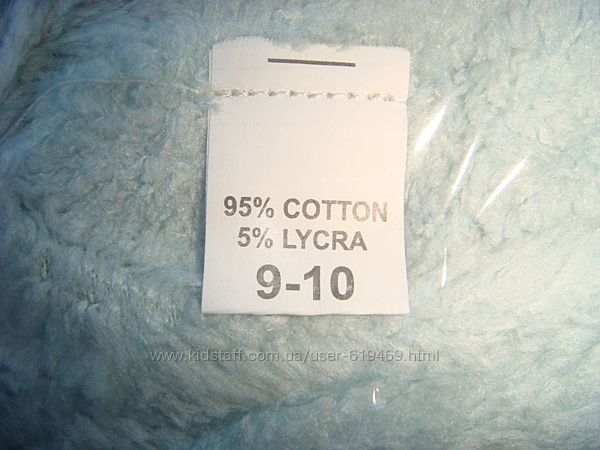 95% COTTON
5% LYCRA
9-10
www.kidstaff.com.ua/user-619469.html